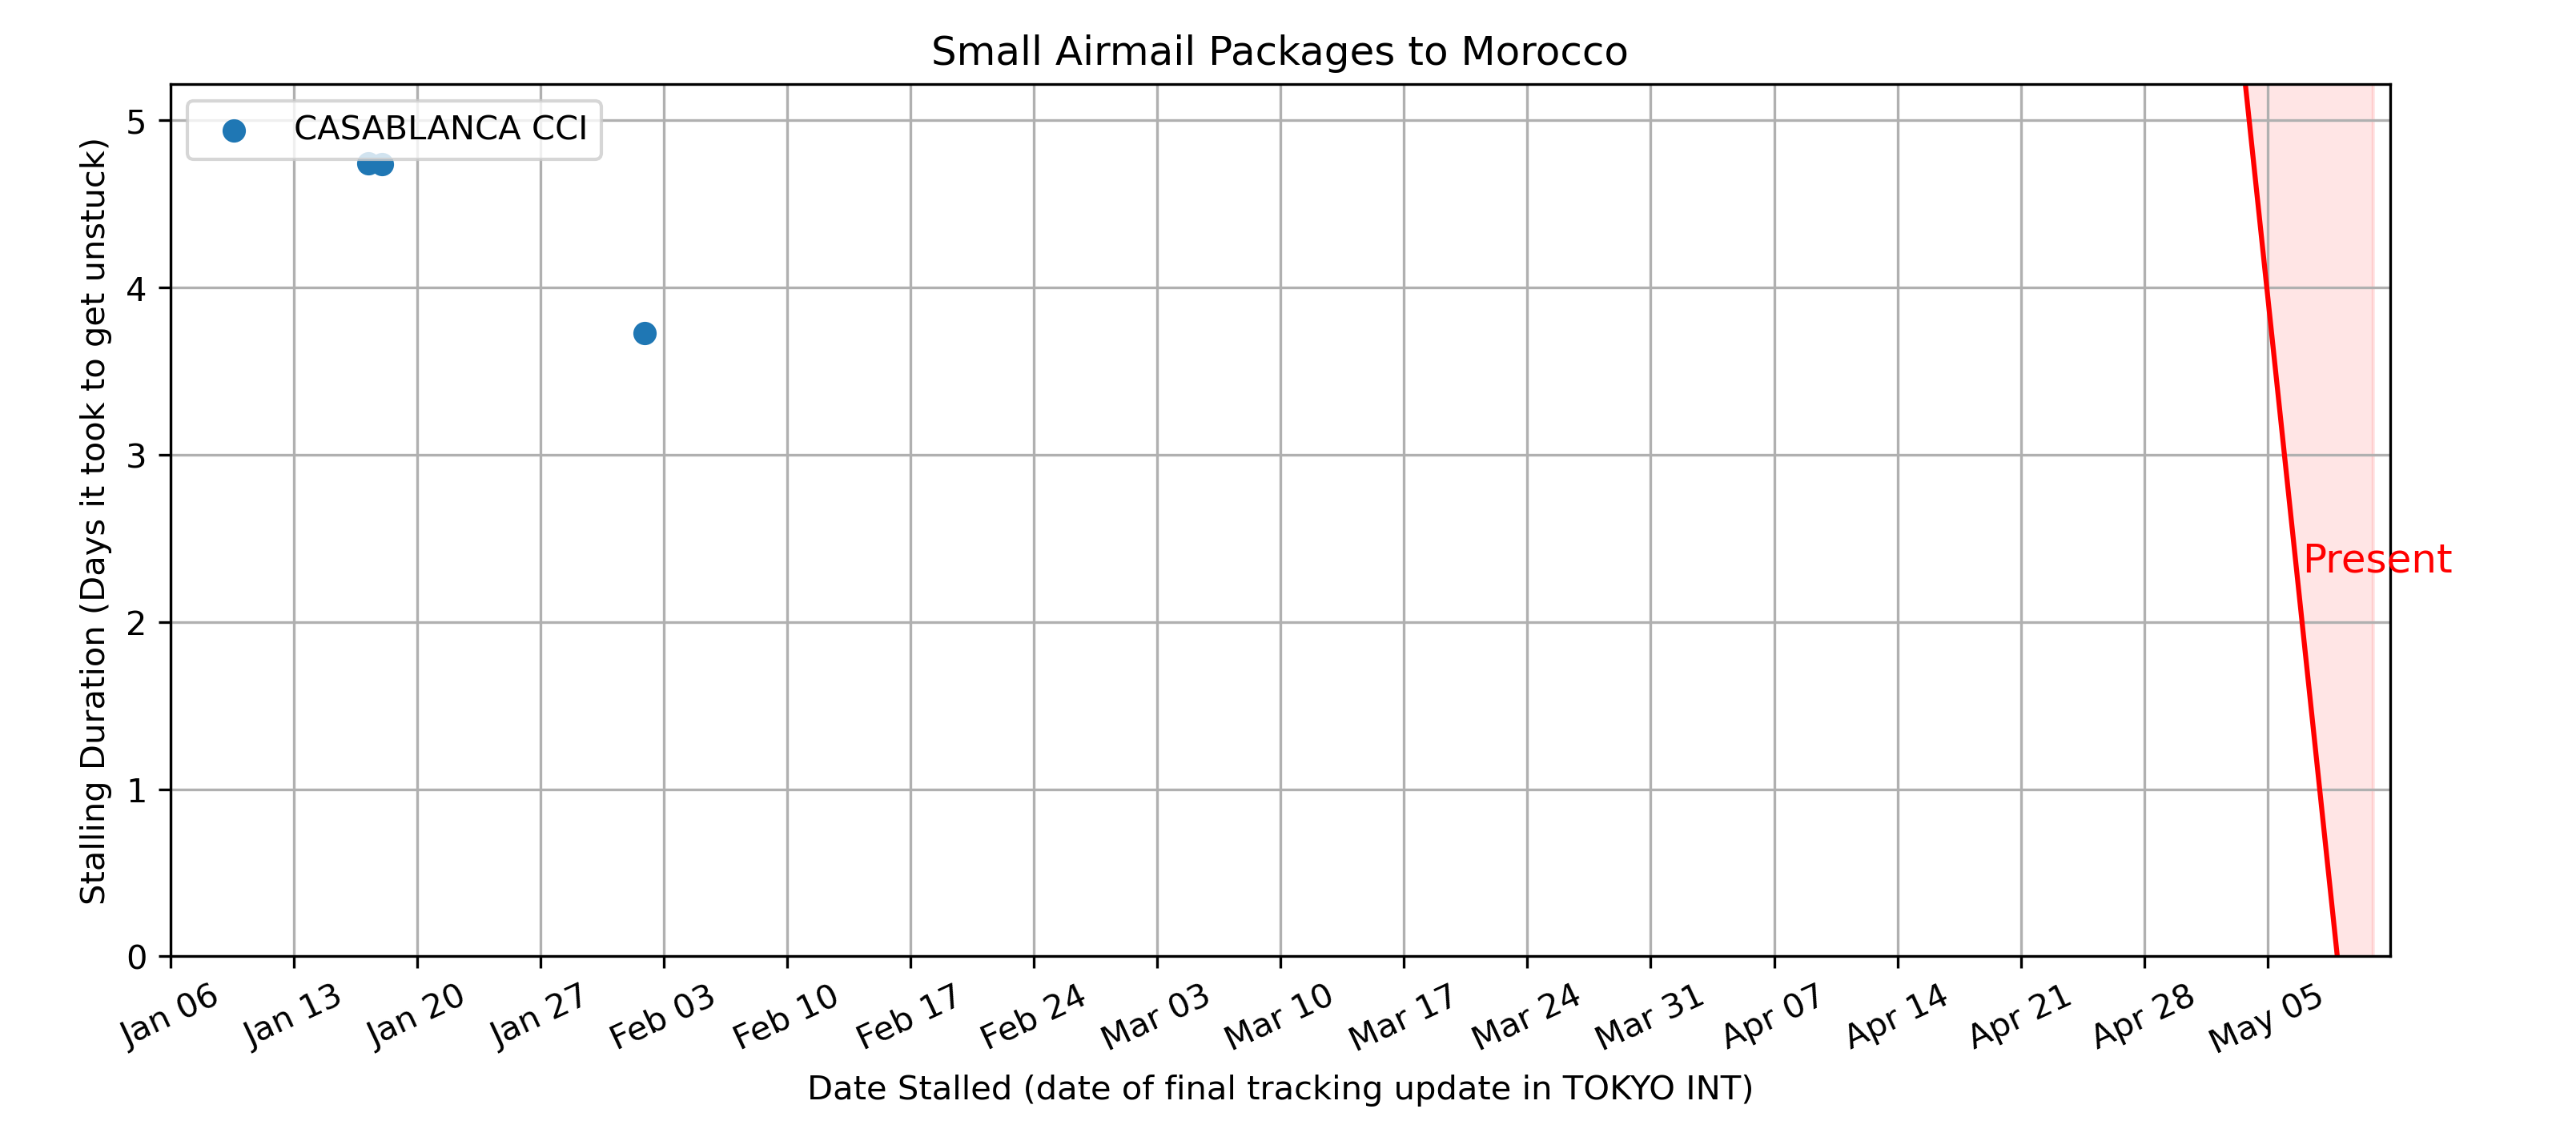 Small Airmail Packages to Morocco
CASABLANCA CCI
Stalling Duration (Days it took to get unstuck)
5
4
3
2
1
0
Present
Jan 06
Jan 13
Jan 20
Jan 27
Feb 03
Feb 10
Feb 17
Feb 24
Mar 03
Mar 10
Mar 17
Mar 24
Mar 31
Apr 07
Apr 14
Apr 21
Apr 28
May 05
Date Stalled (date of final tracking update in TOKYO INT)